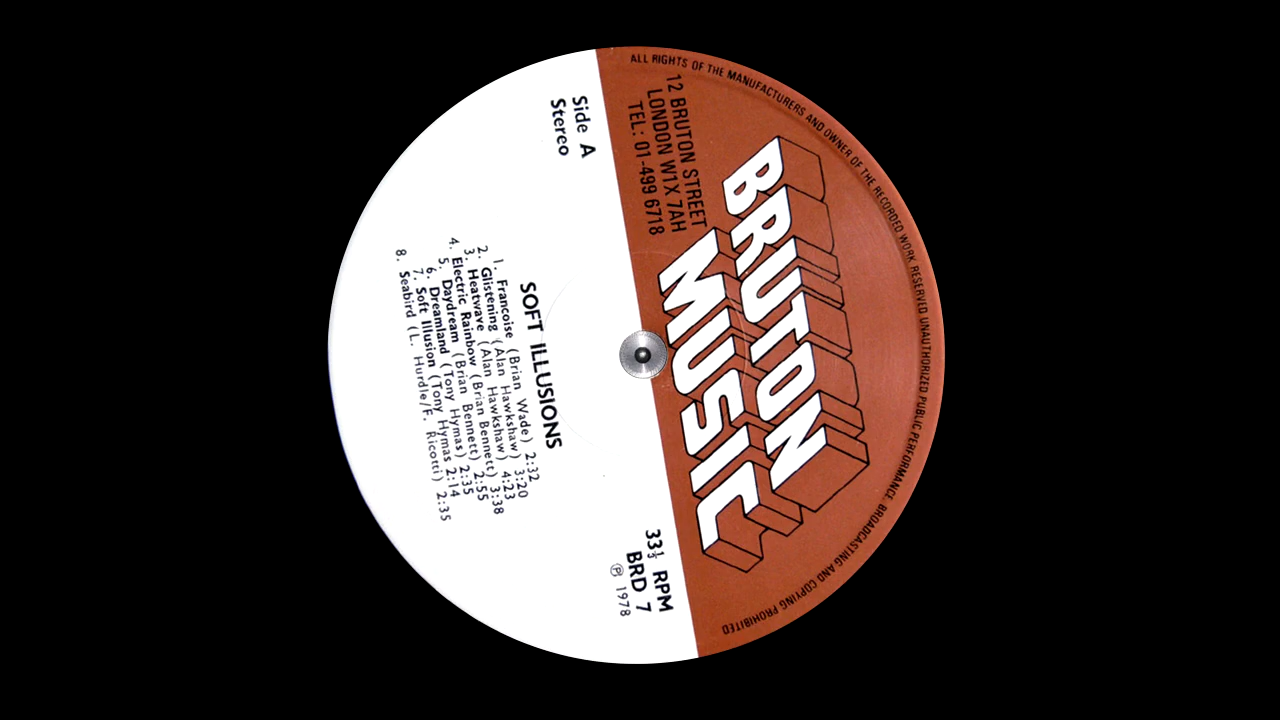 ALL RIGHTS OF THE MANUFACTURERS AND OWNER OF THE RECORDED WORK RESERVED UNAUTHORIZED PUBLIC PERFORMANCE, BROADCASTING AND COPYING PROHIBITED
BRUTON
MUSIC
12 BRUTON STREET
LONDON W1X 7AH
TEL: 01-499 6718
Side A
Stereo
33⅓ RPM
BRD 7
Ⓟ 1978
SOFT ILLUSIONS
1. Francoise (Brian Wade) 2:32
2. Glistening (Alan Hawkshaw) 3:20
3. Heatwave (Alan Hawkshaw) 4:23
4. Electric Rainbow (Brian Bennett) 3:38
5. Daydream (Brian Bennett) 2:55
6. Dreamland (Tony Hymas) 2:35
7. Soft Illusion (Tony Hymas 2:14
8. Seabird (L. Hurdle/F. Ricotti) 2:35